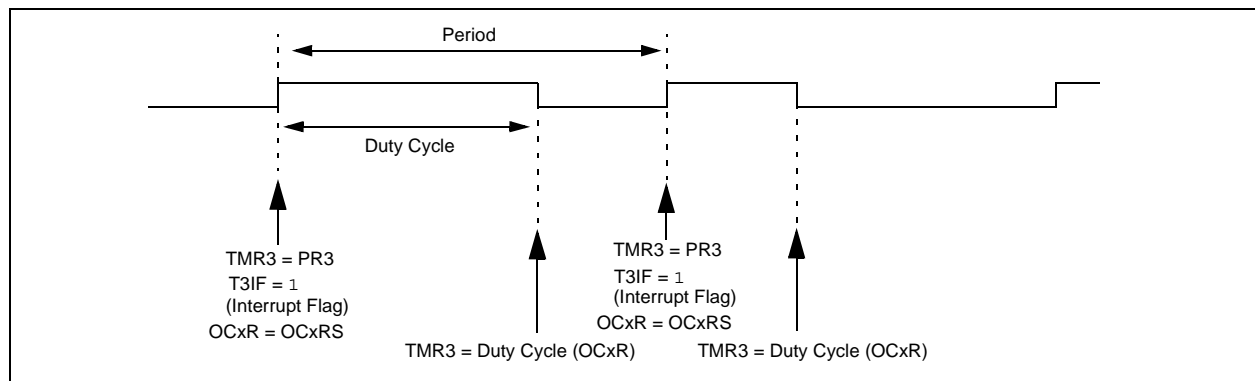 Period
Duty Cycle
TMR3 = PR3
T3IF = 1
(Interrupt Flag)
OCxR = OCxRS
TMR3 = Duty Cycle (OCxR)
TMR3 = PR3
T3IF = 1
(Interrupt Flag)
OCxR = OCxRS
TMR3 = Duty Cycle (OCxR)